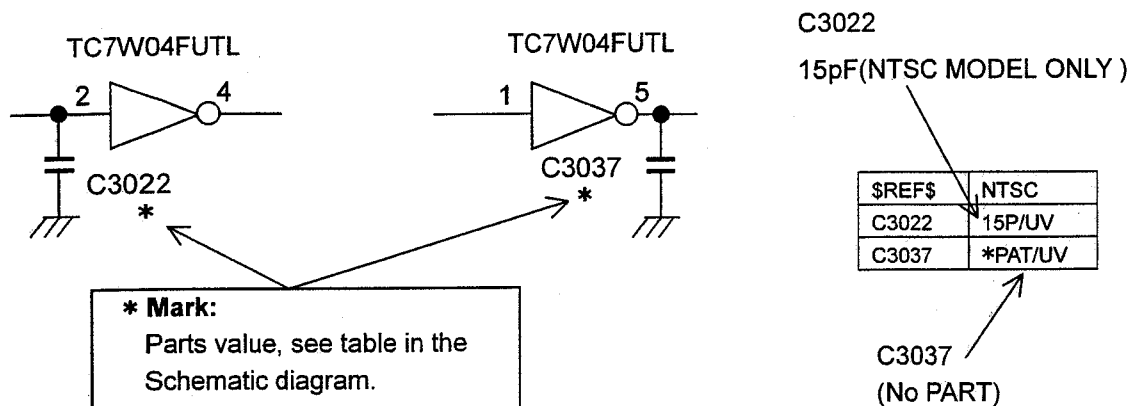 TC7W04FUTL
2
4
C3022
*
TC7W04FUTL
1
5
C3037
*
* Mark:
Parts value, see table in the
Schematic diagram.
C3022
15pF(NTSC MODEL ONLY )
$REF$ NTSC
C3022 15P/UV
C3037 *PAT/UV
C3037
(No PART)